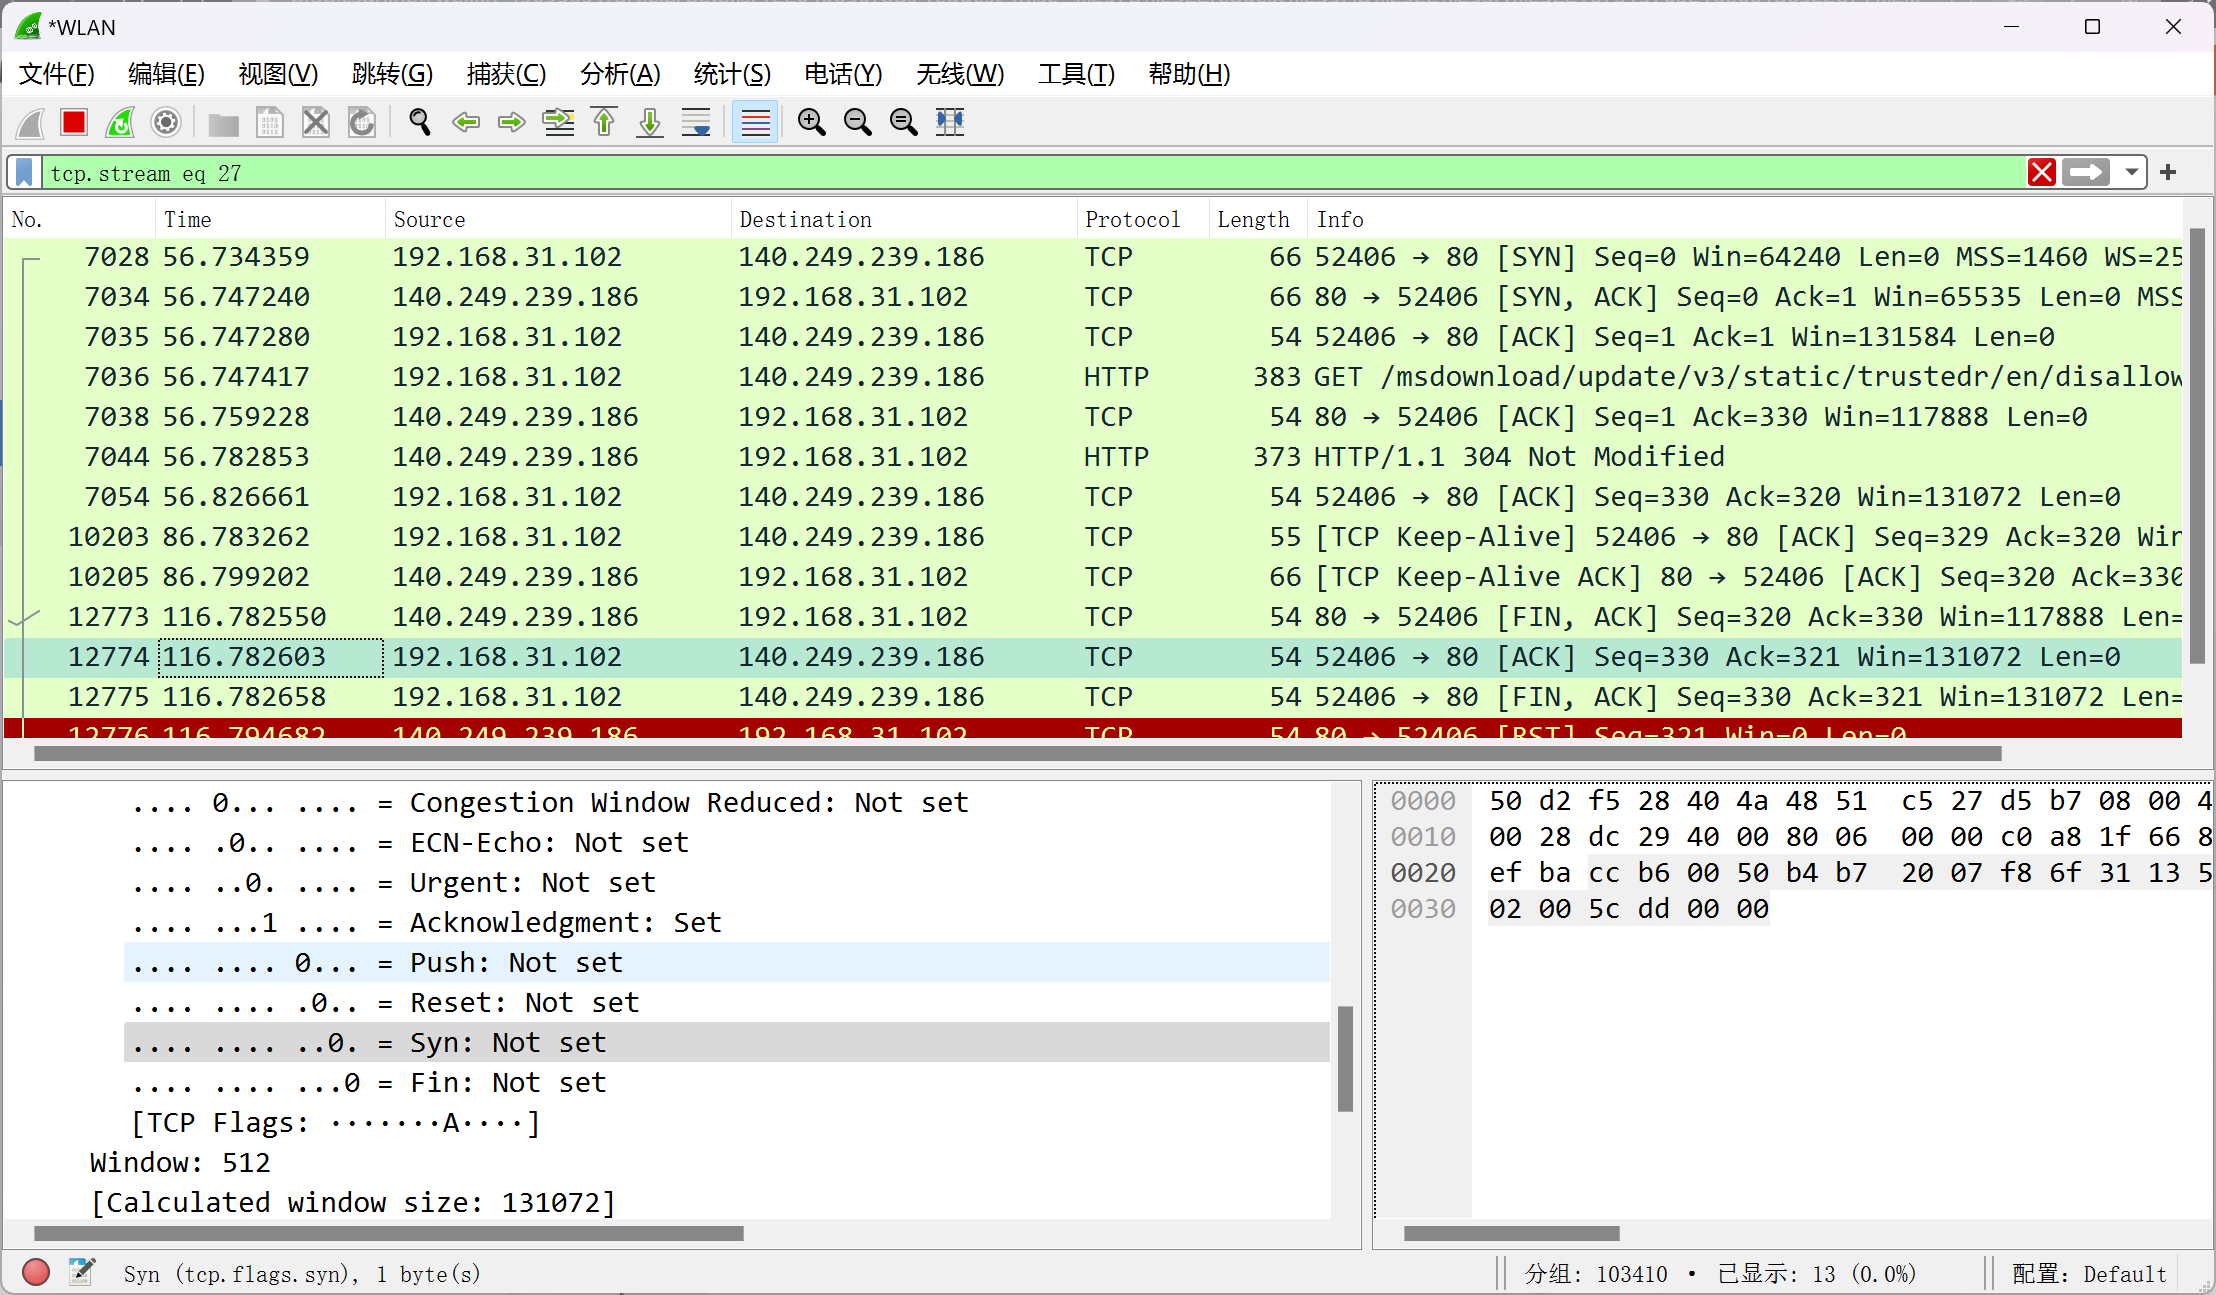 *WLAN
文件(F) 编辑(E) 视图(V) 跳转(G) 捕获(C) 分析(A) 统计(S) 电话(Y) 无线(W) 工具(T) 帮助(H)
tcp.stream eq 27
No. Time Source Destination Protocol Length Info
7028 56.734359 192.168.31.102 140.249.239.186 TCP 66 52406 → 80 [SYN] Seq=0 Win=64240 Len=0 MSS=1460 WS=25
7034 56.747240 140.249.239.186 192.168.31.102 TCP 66 80 → 52406 [SYN, ACK] Seq=0 Ack=1 Win=65535 Len=0 MSS
7035 56.747280 192.168.31.102 140.249.239.186 TCP 54 52406 → 80 [ACK] Seq=1 Ack=1 Win=131584 Len=0
7036 56.747417 192.168.31.102 140.249.239.186 HTTP 383 GET /msdownload/update/v3/static/trustedr/en/disallow
7038 56.759228 140.249.239.186 192.168.31.102 TCP 54 80 → 52406 [ACK] Seq=1 Ack=330 Win=117888 Len=0
7044 56.782853 140.249.239.186 192.168.31.102 HTTP 373 HTTP/1.1 304 Not Modified
7054 56.826661 192.168.31.102 140.249.239.186 TCP 54 52406 → 80 [ACK] Seq=330 Ack=320 Win=131072 Len=0
10203 86.783262 192.168.31.102 140.249.239.186 TCP 55 [TCP Keep-Alive] 52406 → 80 [ACK] Seq=329 Ack=320 Win
10205 86.799202 140.249.239.186 192.168.31.102 TCP 66 [TCP Keep-Alive ACK] 80 → 52406 [ACK] Seq=320 Ack=330
12773 116.782550 140.249.239.186 192.168.31.102 TCP 54 80 → 52406 [FIN, ACK] Seq=320 Ack=330 Win=117888 Len=
12774 116.782603 192.168.31.102 140.249.239.186 TCP 54 52406 → 80 [ACK] Seq=330 Ack=321 Win=131072 Len=0
12775 116.782658 192.168.31.102 140.249.239.186 TCP 54 52406 → 80 [FIN, ACK] Seq=330 Ack=321 Win=131072 Len=
12776 116.794682 140.249.239.186 192.168.31.102 TCP 54 80 → 52406 [RST] Seq=321 Win=0 Len=0
.... 0... .... = Congestion Window Reduced: Not set
.... .0.. .... = ECN-Echo: Not set
.... ..0. .... = Urgent: Not set
.... ...1 .... = Acknowledgment: Set
.... .... 0... = Push: Not set
.... .... .0.. = Reset: Not set
.... .... ..0. = Syn: Not set
.... .... ...0 = Fin: Not set
[TCP Flags: ·······A····]
Window: 512
[Calculated window size: 131072]
0000 50 d2 f5 28 40 4a 48 51 c5 27 d5 b7 08 00 4
0010 00 28 dc 29 40 00 80 06 00 00 c0 a8 1f 66 8
0020 ef ba cc b6 00 50 b4 b7 20 07 f8 6f 31 13 5
0030 02 00 5c dd 00 00
Syn (tcp.flags.syn), 1 byte(s)
分组: 103410 · 已显示: 13 (0.0%)
配置: Default